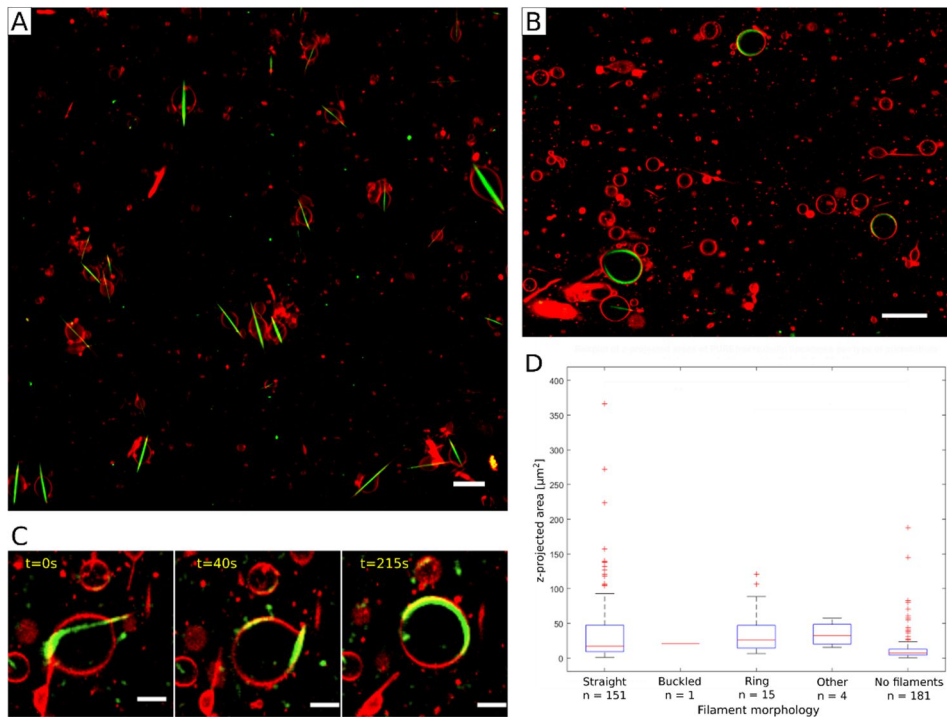 A
B
C
t=0s
t=40s
t=215s
D
z-projected area [µm²]
400
350
300
250
200
150
100
50
0
Straight Buckled Ring Other No filaments
n = 151 n = 1 n = 15 n = 4 n = 181
Filament morphology